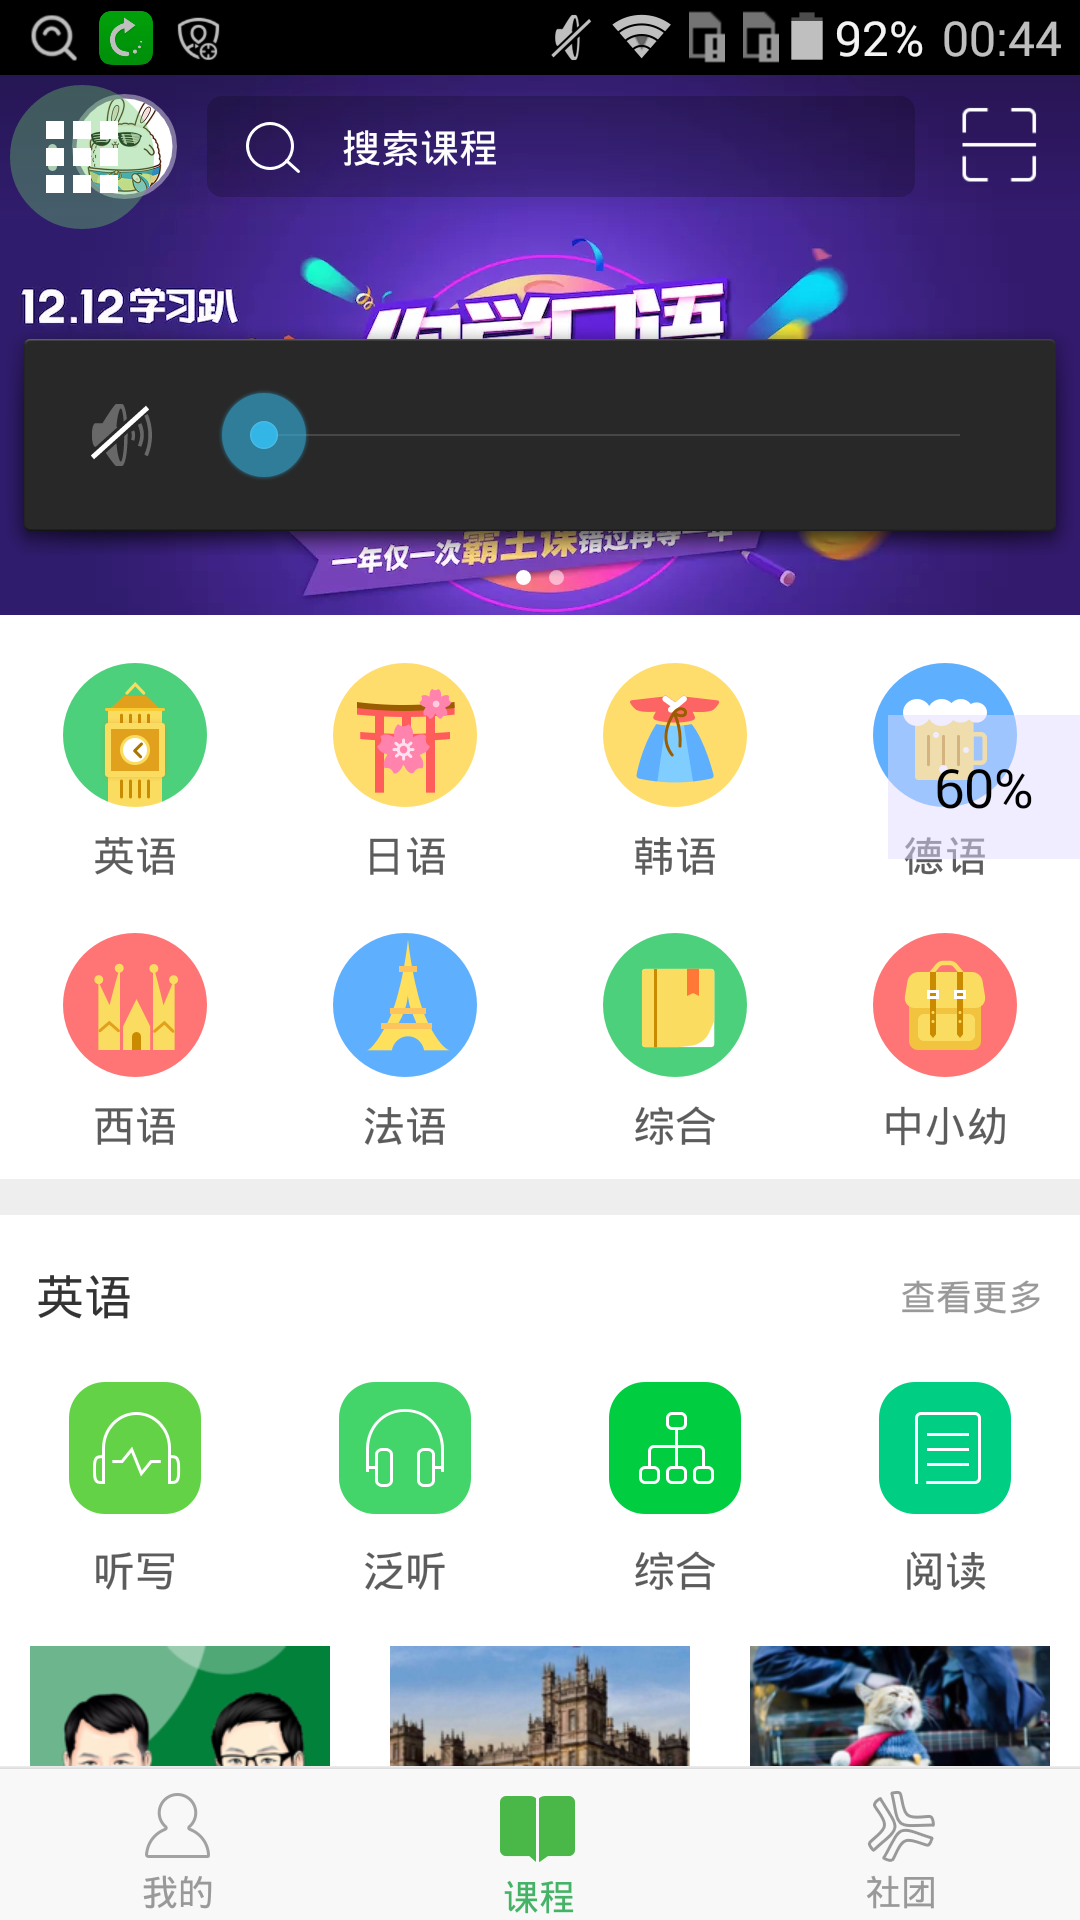 92% 00:44
搜索课程
12.12学习趴
一年仅一次霸王课错过再等一年
英语 日语 韩语 德语
60%
西语 法语 综合 中小幼
英语 查看更多
听写 泛听 综合 阅读
我的 课程 社团